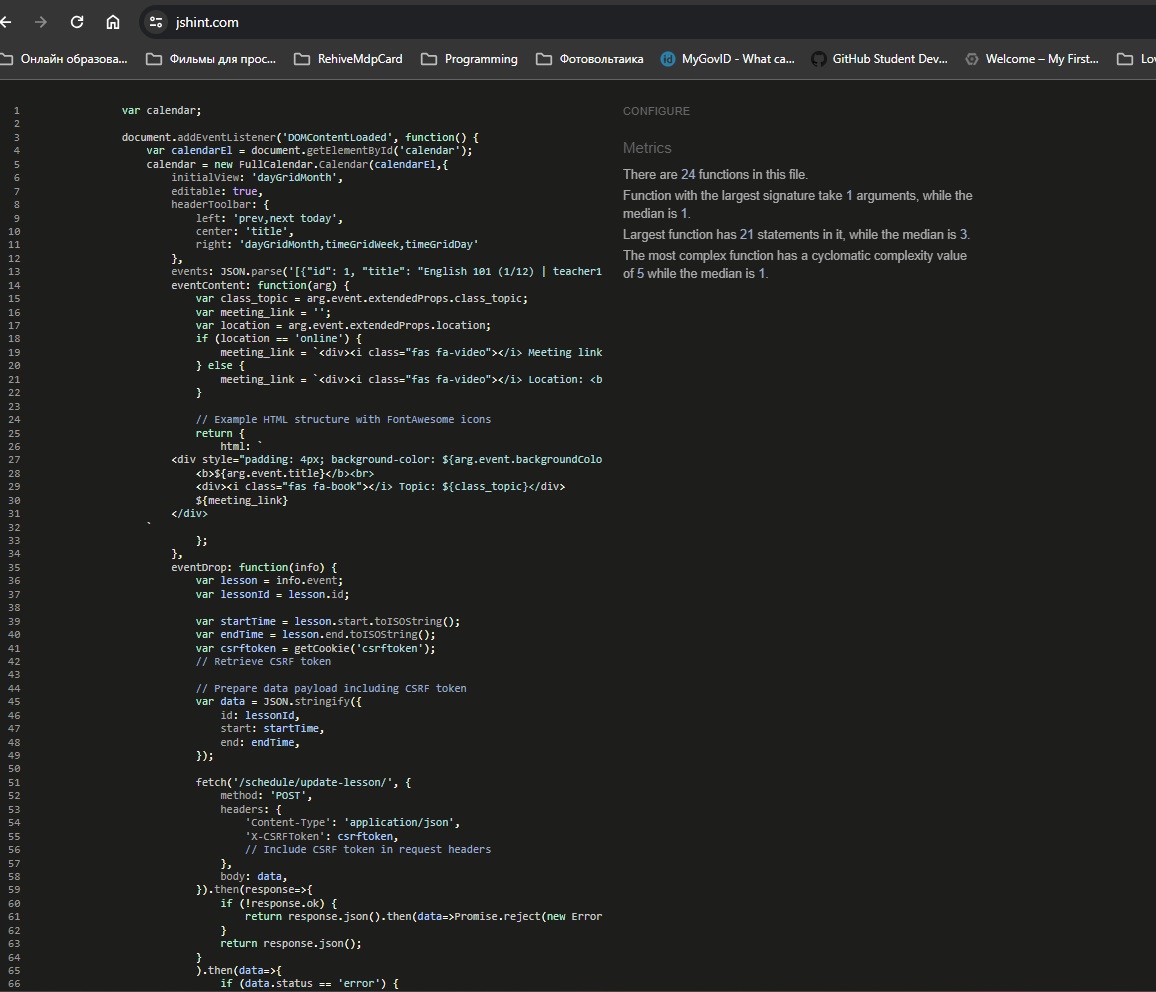 jshint.com
Онлайн образова... Фильмы для прос... RehiveMdpCard Programming Фотовольтаика MyGovID - What ca... GitHub Student Dev... Welcome – My First... Lov
1 var calendar;
2
3 document.addEventListener('DOMContentLoaded', function() {
4 var calendarEl = document.getElementById('calendar');
5 calendar = new FullCalendar.Calendar(calendarEl,{
6 initialView: 'dayGridMonth',
7 editable: true,
8 headerToolbar: {
9 left: 'prev,next today',
10 center: 'title',
11 right: 'dayGridMonth,timeGridWeek,timeGridDay'
12 },
13 events: JSON.parse('[{"id": 1, "title": "English 101 (1/12) | teacher1
14 eventContent: function(arg) {
15 var class_topic = arg.event.extendedProps.class_topic;
16 var meeting_link = '';
17 var location = arg.event.extendedProps.location;
18 if (location == 'online') {
19 meeting_link = `<div><i class="fas fa-video"></i> Meeting link
20 } else {
21 meeting_link = `<div><i class="fas fa-video"></i> Location: <b
22 }
23
24 // Example HTML structure with FontAwesome icons
25 return {
26 html: `
27 <div style="padding: 4px; background-color: ${arg.event.backgroundColo
28 <b>${arg.event.title}</b><br>
29 <div><i class="fas fa-book"></i> Topic: ${class_topic}</div>
30 ${meeting_link}
31 </div>
32 `
33 };
34 },
35 eventDrop: function(info) {
36 var lesson = info.event;
37 var lessonId = lesson.id;
38
39 var startTime = lesson.start.toISOString();
40 var endTime = lesson.end.toISOString();
41 var csrftoken = getCookie('csrftoken');
42 // Retrieve CSRF token
43
44 // Prepare data payload including CSRF token
45 var data = JSON.stringify({
46 id: lessonId,
47 start: startTime,
48 end: endTime,
49 });
50
51 fetch('/schedule/update-lesson/', {
52 method: 'POST',
53 headers: {
54 'Content-Type': 'application/json',
55 'X-CSRFToken': csrftoken,
56 // Include CSRF token in request headers
57 },
58 body: data,
59 }).then(response=>{
60 if (!response.ok) {
61 return response.json().then(data=>Promise.reject(new Error
62 }
63 return response.json();
64 }
65 ).then(data=>{
66 if (data.status == 'error') {
CONFIGURE
Metrics
There are 24 functions in this file.
Function with the largest signature take 1 arguments, while the
median is 1.
Largest function has 21 statements in it, while the median is 3.
The most complex function has a cyclomatic complexity value
of 5 while the median is 1.